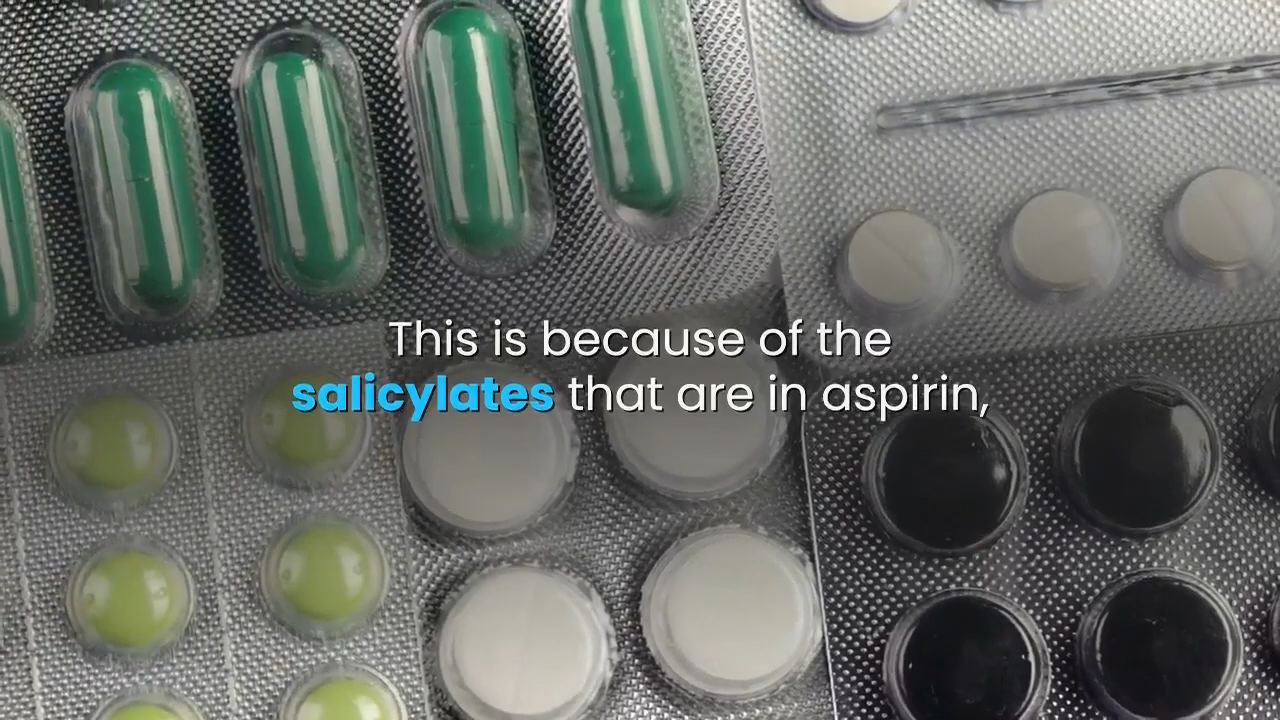 This is because of the
salicylates that are in aspirin,